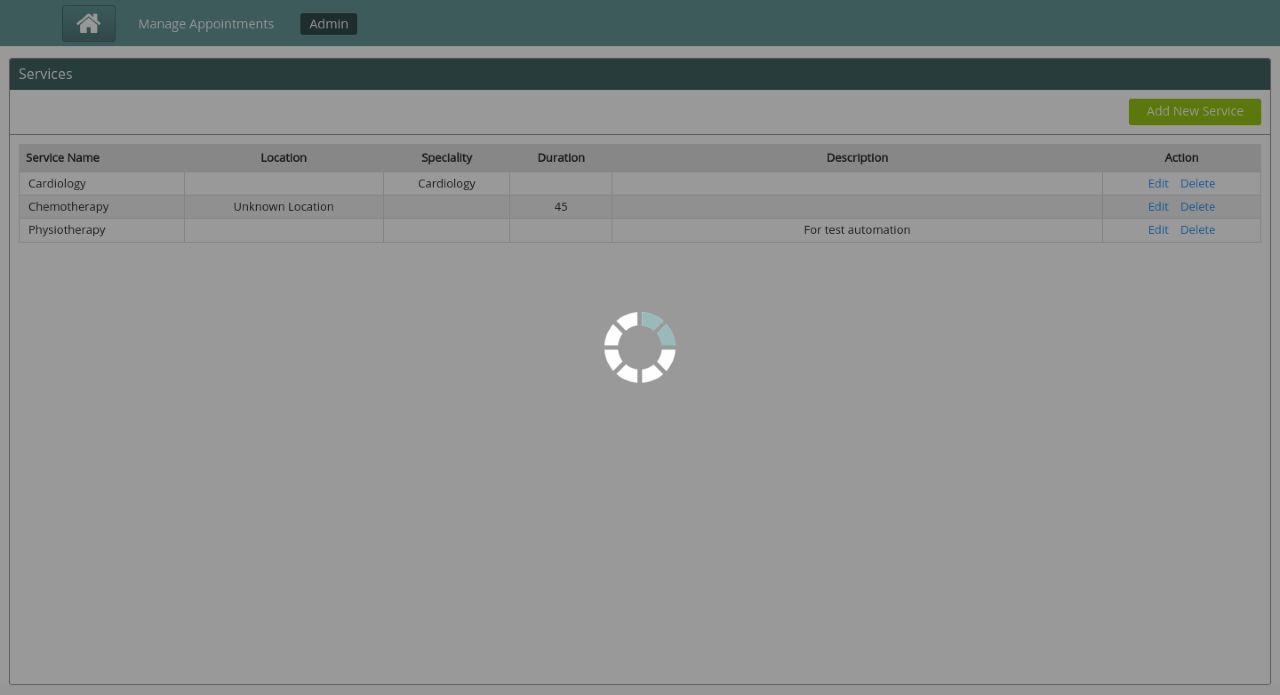 Manage Appointments Admin
Services
Add New Service
Service Name Location Speciality Duration Description Action
Cardiology Cardiology Edit Delete
Chemotherapy Unknown Location 45 Edit Delete
Physiotherapy For test automation Edit Delete